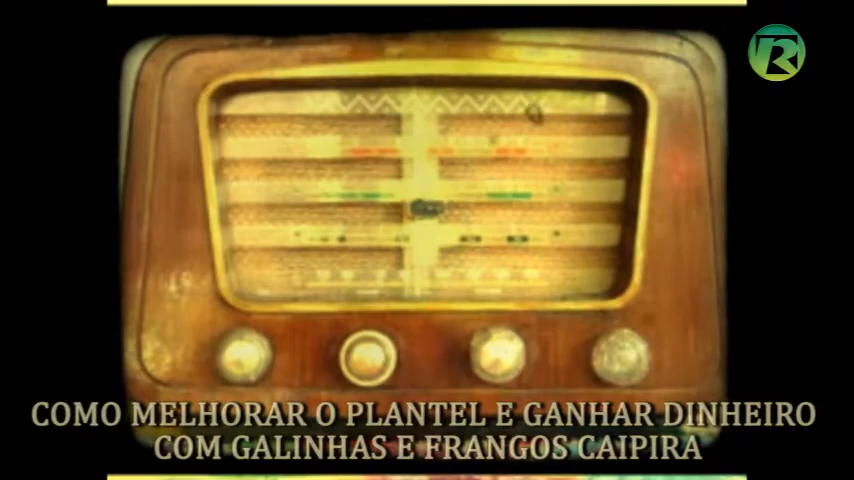 R
COMO MELHORAR O PLANTEL E GANHAR DINHEIRO
COM GALINHAS E FRANGOS CAIPIRA